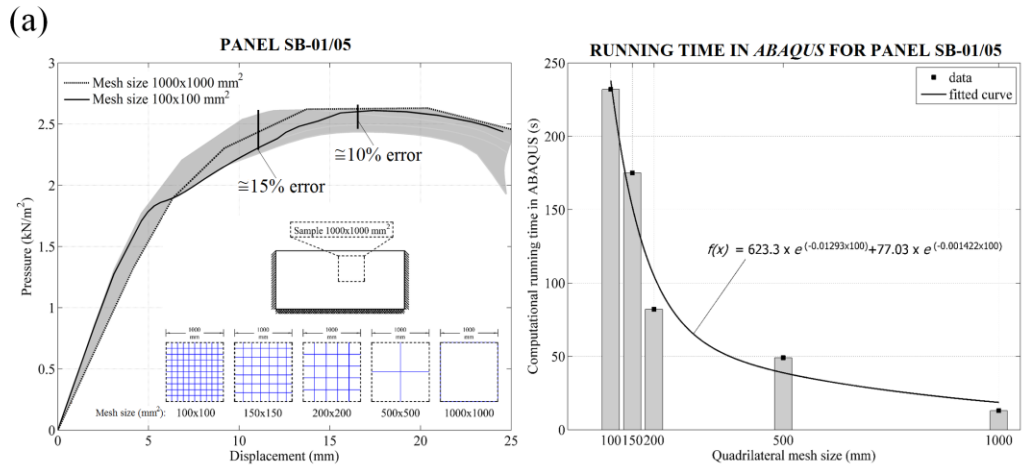 (a)
PANEL SB-01/05
Mesh size 1000x1000 mm²
Mesh size 100x100 mm²
≅10% error
≅15% error
Sample 1000x1000 mm²
1000
mm
1000
mm
1000
mm
1000
mm
1000
mm
Mesh size (mm²): 100x100 150x150 200x200 500x500 1000x1000
3
2.5
2
1.5
1
0.5
0
Pressure (kN/m²)
0 5 10 15 20 25
Displacement (mm)
RUNNING TIME IN ABAQUS FOR PANEL SB-01/05
data
fitted curve
f(x) = 623.3 x e^(-0.01293x100)+77.03 x e^(-0.001422x100)
250
200
150
100
50
0
Computational running time in ABAQUS (s)
100 150 200 500 1000
Quadrilateral mesh size (mm)